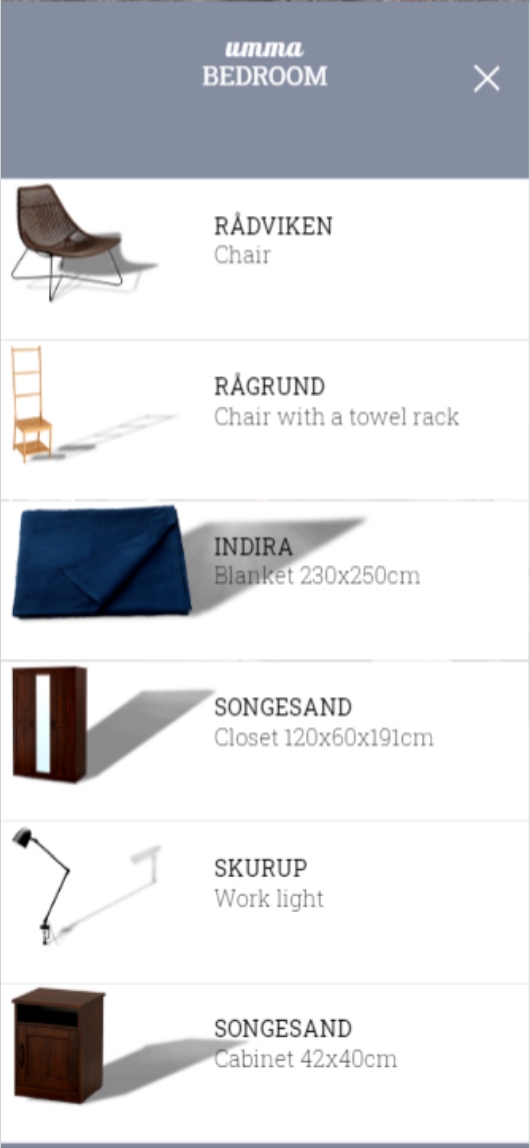 umma
BEDROOM
RÅDVIKEN
Chair
RÅGRUND
Chair with a towel rack
INDIRA
Blanket 230x250cm
SONGESAND
Closet 120x60x191cm
SKURUP
Work light
SONGESAND
Cabinet 42x40cm